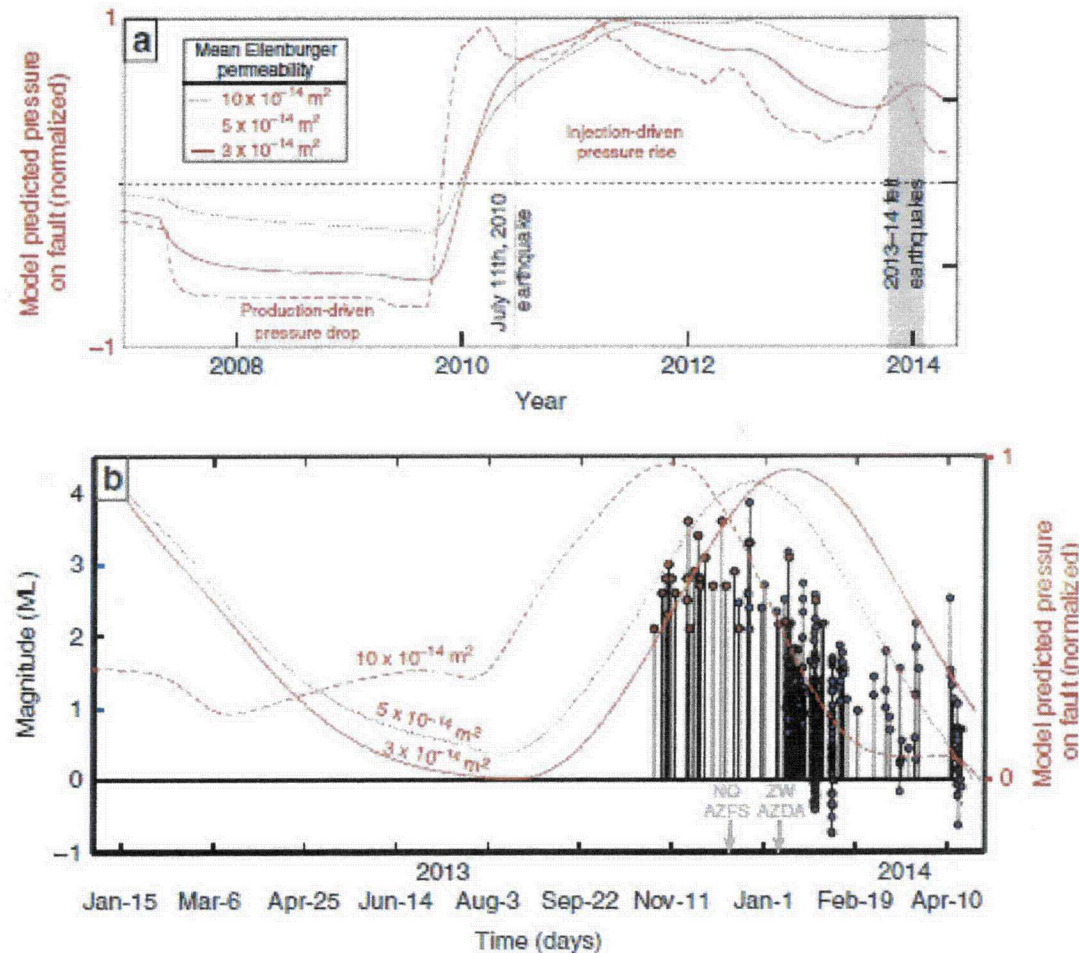 a
Mean Ellenburger
permeability
10 x 10⁻¹⁴ m²
5 x 10⁻¹⁴ m²
3 x 10⁻¹⁴ m²
Model predicted pressure
on fault (normalized)
1
−1
Production-driven
pressure drop
Injection-driven
pressure rise
July 11th, 2010
earthquake
2013–14 felt
earthquakes
2008
2010
2012
2014
Year
b
Magnitude (ML)
4
3
2
1
0
−1
10 x 10⁻¹⁴ m²
5 x 10⁻¹⁴ m²
3 x 10⁻¹⁴ m²
NQ
AZFS
ZW
AZDA
1
0
Model predicted pressure
on fault (normalized)
2013
2014
Jan-15
Mar-6
Apr-25
Jun-14
Aug-3
Sep-22
Nov-11
Jan-1
Feb-19
Apr-10
Time (days)